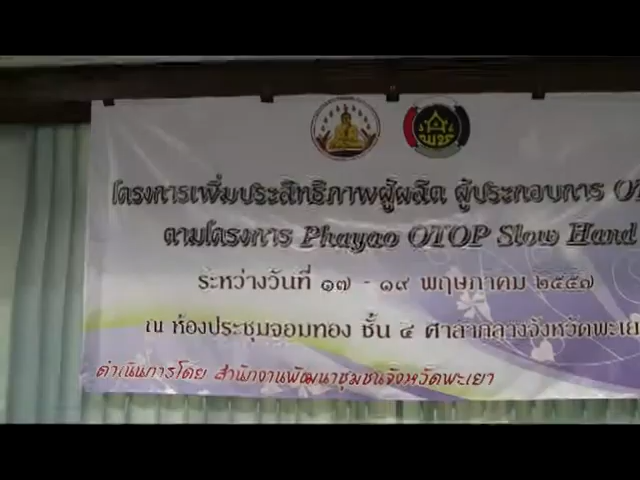 พช
โครงการเพิ่มประสิทธิภาพผู้ผลิต ผู้ประกอบการ
ตามโครงการ Phayao OTOP Slow Hand
ระหว่างวันที่ ๑๗ - ๑๙ พฤษภาคม ๒๕๕๗
ณ ห้องประชุมจอมทอง ชั้น ๔ ศาลากลางจังหวัดพะเยา
ดำเนินการโดย สำนักงานพัฒนาชุมชนจังหวัดพะเยา